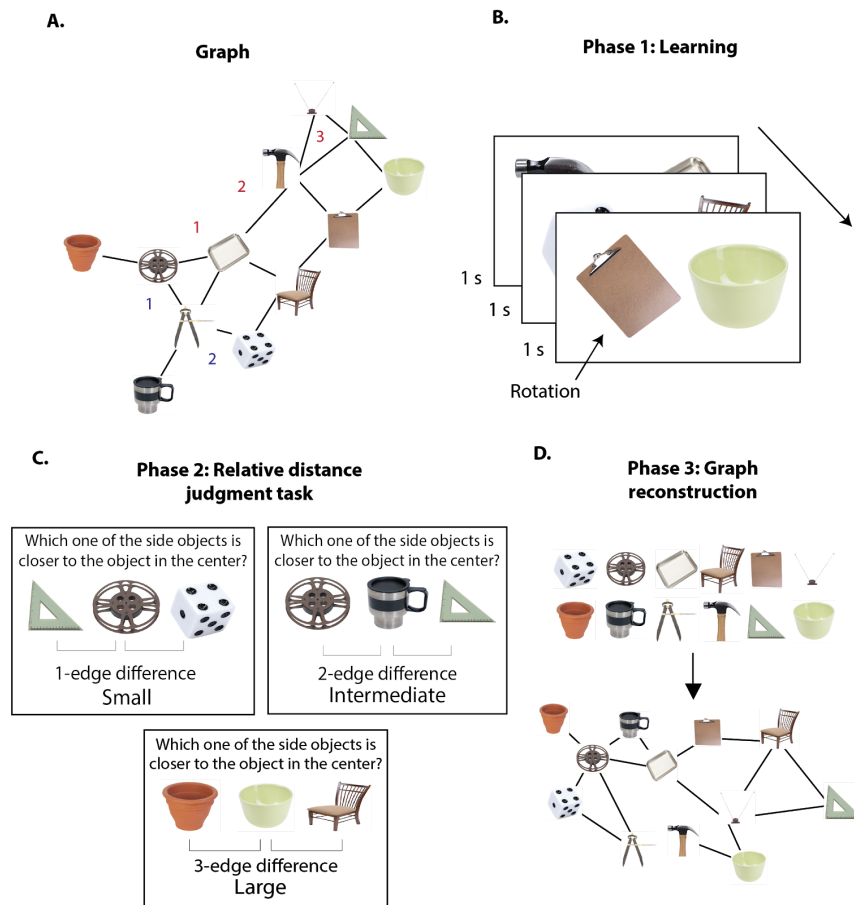 A.
Graph
3
2
1
1
2
B.
Phase 1: Learning
1 s
1 s
1 s
Rotation
C.
Phase 2: Relative distance
judgment task
Which one of the side objects is
closer to the object in the center?
1-edge difference
Small
Which one of the side objects is
closer to the object in the center?
2-edge difference
Intermediate
Which one of the side objects is
closer to the object in the center?
3-edge difference
Large
D.
Phase 3: Graph
reconstruction